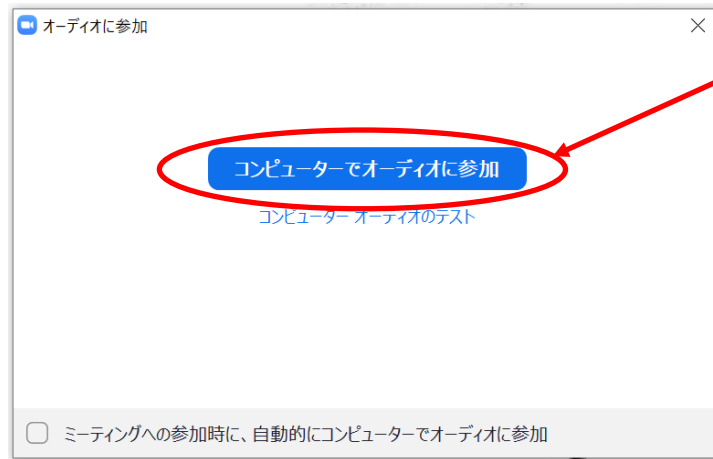 オーディオに参加
コンピューターでオーディオに参加
コンピューター オーディオのテスト
ミーティングへの参加時に、自動的にコンピューターでオーディオに参加